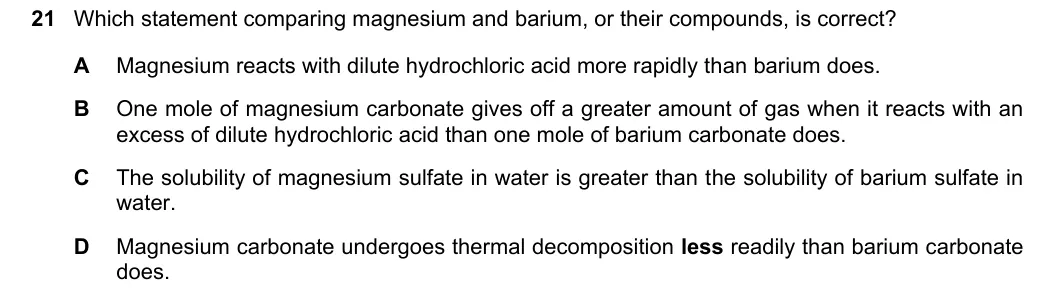 21 Which statement comparing magnesium and barium, or their compounds, is correct?
A Magnesium reacts with dilute hydrochloric acid more rapidly than barium does.
B One mole of magnesium carbonate gives off a greater amount of gas when it reacts with an
excess of dilute hydrochloric acid than one mole of barium carbonate does.
C The solubility of magnesium sulfate in water is greater than the solubility of barium sulfate in
water.
D Magnesium carbonate undergoes thermal decomposition less readily than barium carbonate
does.